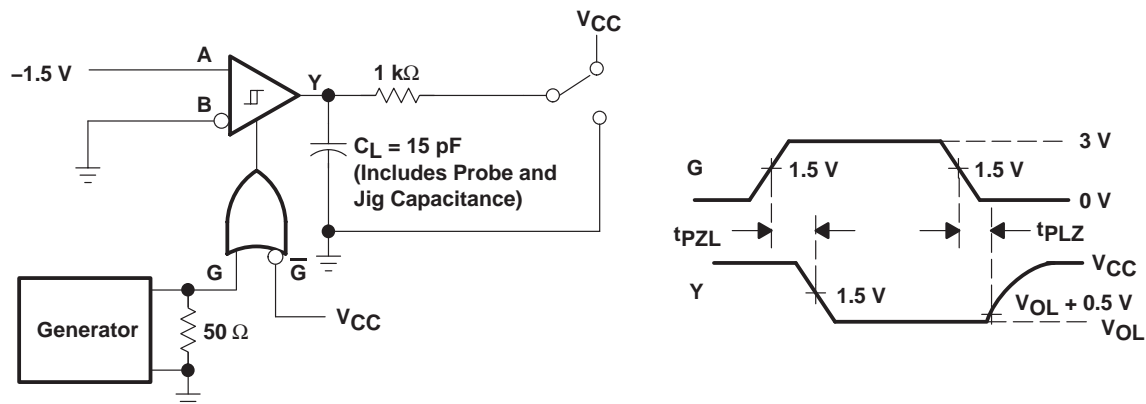 VCC
A
–1.5 V
Y
1 kΩ
B
CL = 15 pF
(Includes Probe and
Jig Capacitance)
G
G̅
Generator
50 Ω
VCC
3 V
G
1.5 V
1.5 V
0 V
tPZL
tPLZ
VCC
Y
1.5 V
VOL + 0.5 V
VOL